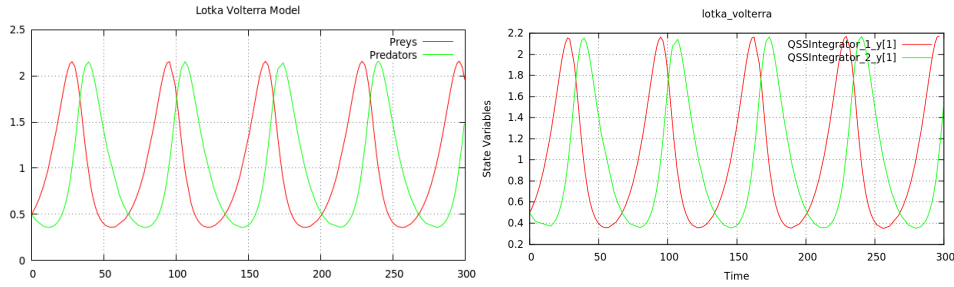 Lotka Volterra Model
Preys
Predators
2.5
2
1.5
1
0.5
0
0 50 100 150 200 250 300
lotka_volterra
QSSIntegrator_1_y[1]
QSSIntegrator_2_y[1]
State Variables
2.2
2
1.8
1.6
1.4
1.2
1
0.8
0.6
0.4
0.2
0 50 100 150 200 250 300
Time